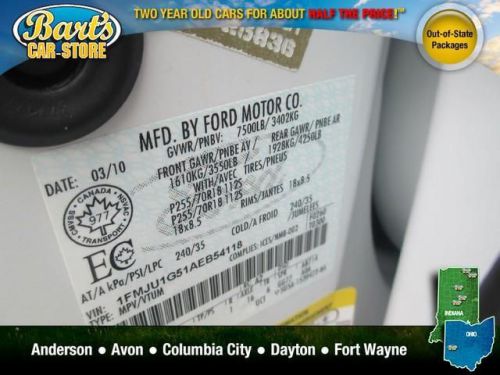 Bart's
CAR-STORE
TWO YEAR OLD CARS FOR ABOUT HALF THE PRICE!*
Out-of-State
Packages
MFD. BY FORD MOTOR CO.
GVWR/PNBV: 7500LB/ 3402KG
DATE: 03/10
FRONT GAWR/PNBE AV
REAR GAWR/PNBE AR
1610KG/3550LB
1928KG/4250LB
WITH/AVEC TIRES/PNEUS
P255/70R18 112S
P255/70R18 112S
RIMS/JANTES
18x8.5
18x8.5
CANADA
977
TRANSPORT
EC
AT/A kPa/PSI/LPC
240/35
COLD/A FROID
240/35
VIN: 1FMJU1G51AEB54118
TYPE: MPV/VTUM
INDIANA
OHIO
Anderson • Avon • Columbia City • Dayton • Fort Wayne